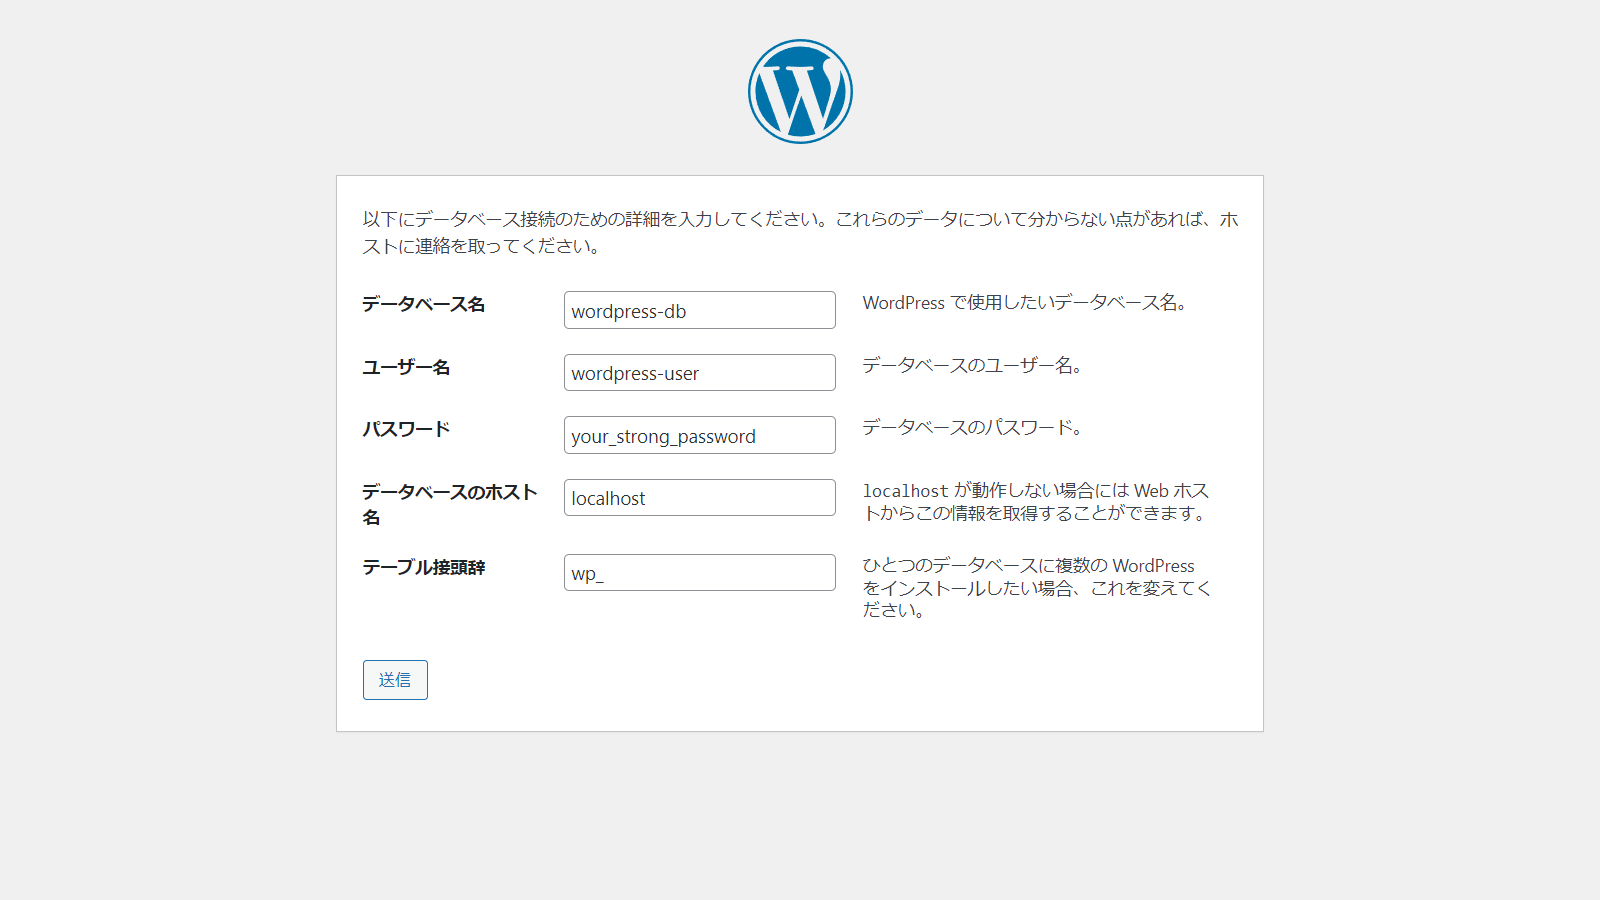 以下にデータベース接続のための詳細を入力してください。これらのデータについて分からない点があれば、ホ
ストに連絡を取ってください。
データベース名
wordpress-db
WordPress で使用したいデータベース名。
ユーザー名
wordpress-user
データベースのユーザー名。
パスワード
your_strong_password
データベースのパスワード。
データベースのホスト
名
localhost
localhost が動作しない場合には Web ホス
トからこの情報を取得することができます。
テーブル接頭辞
wp_
ひとつのデータベースに複数の WordPress
をインストールしたい場合、これを変えてく
ださい。
送信